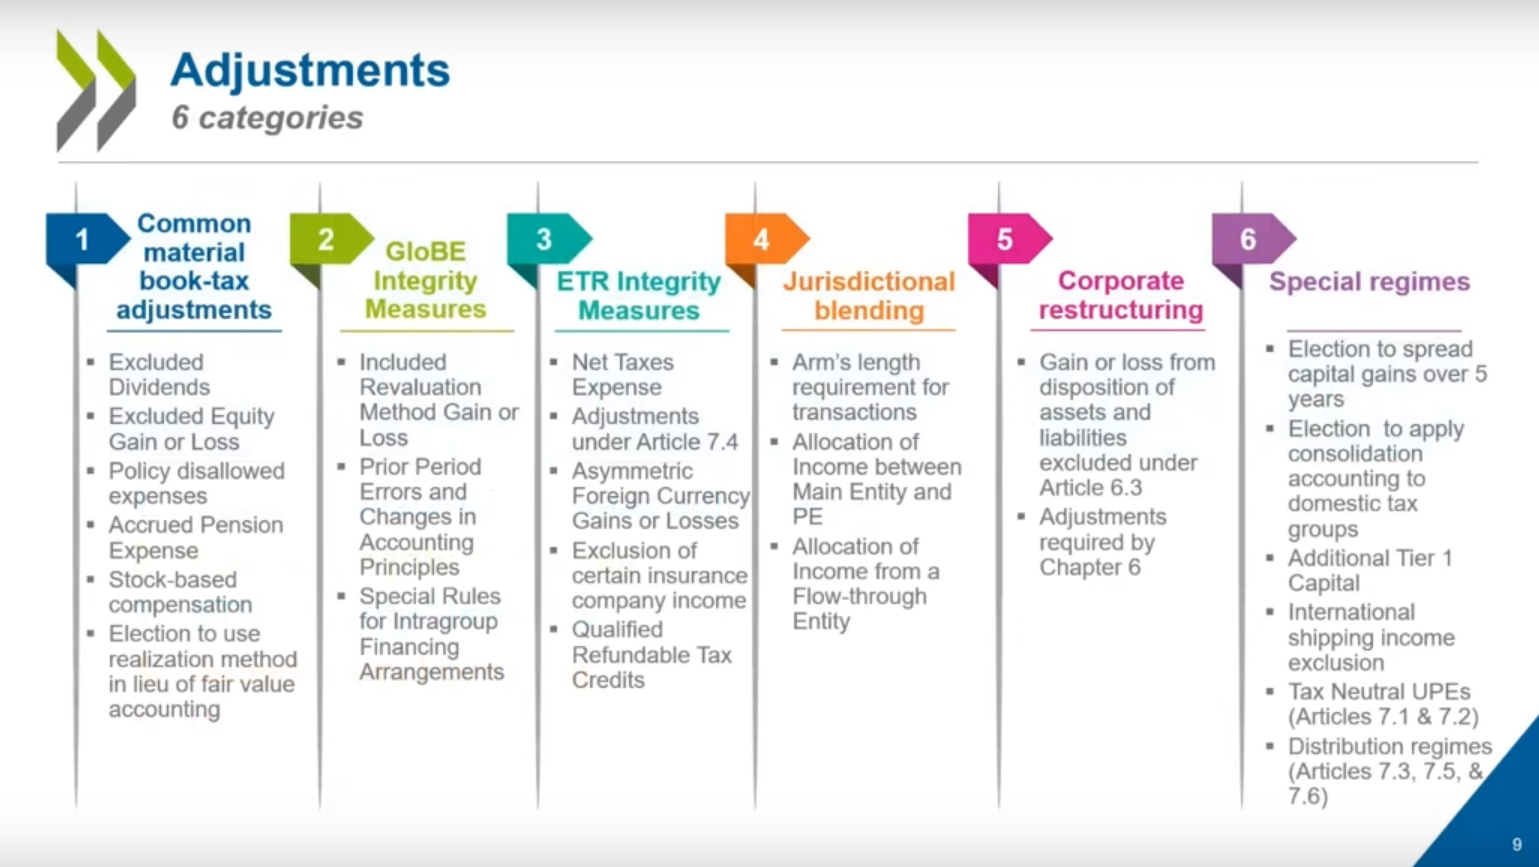 Adjustments
6 categories
1
Common
material
book-tax
adjustments
▪ Excluded
Dividends
▪ Excluded Equity
Gain or Loss
▪ Policy disallowed
expenses
▪ Accrued Pension
Expense
▪ Stock-based
compensation
▪ Election to use
realization method
in lieu of fair value
accounting
2
GloBE
Integrity
Measures
▪ Included
Revaluation
Method Gain or
Loss
▪ Prior Period
Errors and
Changes in
Accounting
Principles
▪ Special Rules
for Intragroup
Financing
Arrangements
3
ETR Integrity
Measures
▪ Net Taxes
Expense
▪ Adjustments
under Article 7.4
▪ Asymmetric
Foreign Currency
Gains or Losses
▪ Exclusion of
certain insurance
company income
▪ Qualified
Refundable Tax
Credits
4
Jurisdictional
blending
▪ Arm's length
requirement for
transactions
▪ Allocation of
Income between
Main Entity and
PE
▪ Allocation of
Income from a
Flow-through
Entity
5
Corporate
restructuring
▪ Gain or loss from
disposition of
assets and
liabilities
excluded under
Article 6.3
▪ Adjustments
required by
Chapter 6
6
Special regimes
▪ Election to spread
capital gains over 5
years
▪ Election to apply
consolidation
accounting to
domestic tax
groups
▪ Additional Tier 1
Capital
▪ International
shipping income
exclusion
▪ Tax Neutral UPEs
(Articles 7.1 & 7.2)
▪ Distribution regimes
(Articles 7.3, 7.5, &
7.6)
9